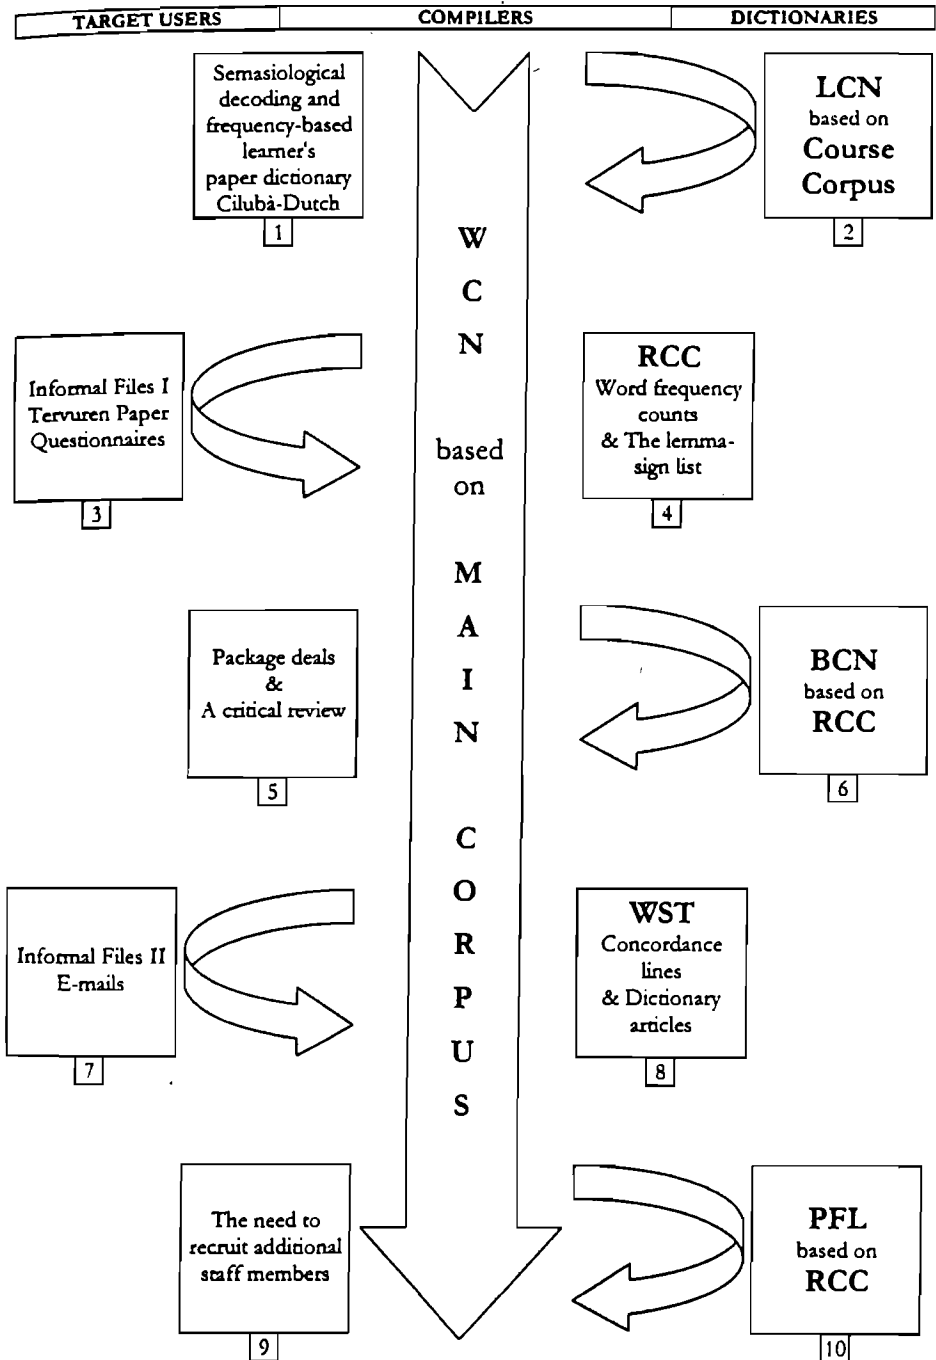 TARGET USERS
COMPILERS
DICTIONARIES
Semasiological
decoding and
frequency-based
learner's
paper dictionary
Cilubà-Dutch
1
LCN
based on
Course
Corpus
2
W
C
N
based
on
M
A
I
N
C
O
R
P
U
S
Informal Files I
Tervuren Paper
Questionnaires
3
RCC
Word frequency
counts
& The lemma-
sign list
4
Package deals
&
A critical review
5
BCN
based on
RCC
6
Informal Files II
E-mails
7
WST
Concordance
lines
& Dictionary
articles
8
The need to
recruit additional
staff members
9
PFL
based on
RCC
10